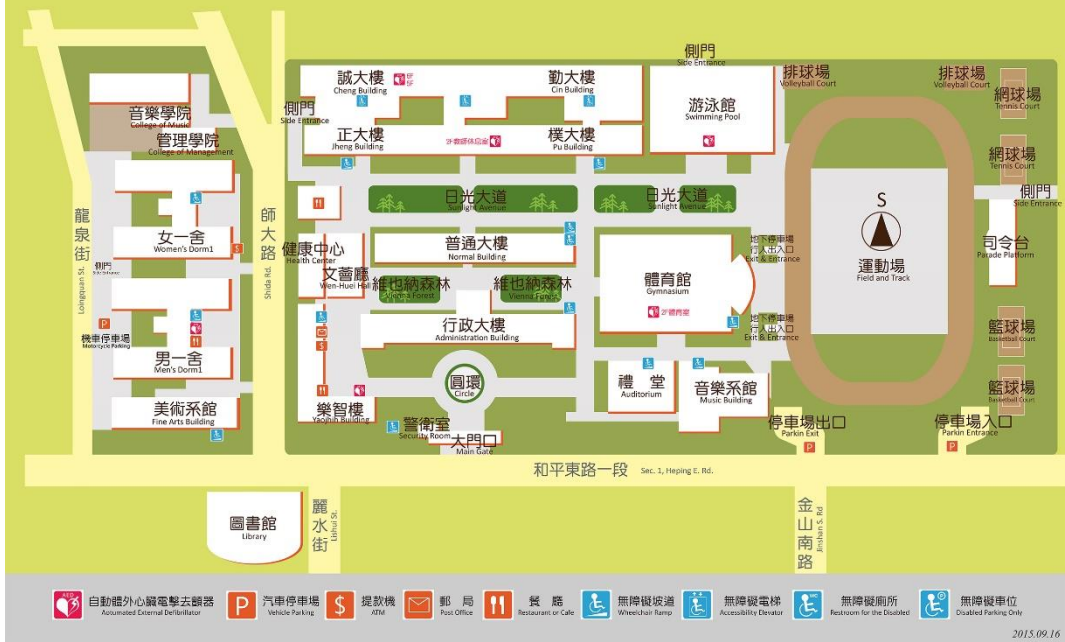 側門
Side Entrance
誠大樓
Cheng Building
5F
勤大樓
Cin Building
排球場
Volleyball Court
排球場
Volleyball Court
網球場
Tennis Court
游泳館
Swimming Pool
音樂學院
College of Music
側門
Side Entrance
管理學院
College of Management
正大樓
Jheng Building
樸大樓
Pu Building
網球場
Tennis Court
側門
Side Entrance
日光大道
Sunlight Avenue
日光大道
Sunlight Avenue
S
龍泉街
Loingquan St.
師大路
Shida Rd.
女一舍
Women's Dorm1
健康中心
Health Center
普通大樓
Normal Building
地下停車場
行人出入口
Exit & Entrance
司令台
Parade Platform
側門
Side Entrance
文薈廳
Wen-Huei Hall
維也納森林
Vienna Forest
維也納森林
Vienna Forest
體育館
Gymnasium
運動場
Field and Track
2F體育室
機車停車場
Motorcycle Parking
行政大樓
Administration Building
地下停車場
行人出入口
Exit & Entrance
籃球場
Basketball Court
男一舍
Men's Dorm1
圓環
Circle
禮 堂
Auditorium
音樂系館
Music Building
籃球場
Basketball Court
美術系館
Fine Arts Building
樂智樓
Yaojhih Building
警衛室
Security Room
大門口
Main Gate
停車場出口
Parkin Exit
停車場入口
Parkin Entrance
和平東路一段 Sec. 1, Heping E. Rd.
圖書館
Library
麗水街
Lishui St.
金山南路
Jinshan S. Rd
AED
自動體外心臟電擊去顫器
Automated External Defibrillator
P
汽車停車場
Vehicle Parking
$
提款機
ATM
郵 局
Post Office
餐 廳
Restaurant or Cafe
無障礙坡道
Wheelchair Ramp
無障礙電梯
Accessibility Elevator
無障礙廁所
Restroom for the Disabled
無障礙車位
Disabled Parking Only
2015.09.16